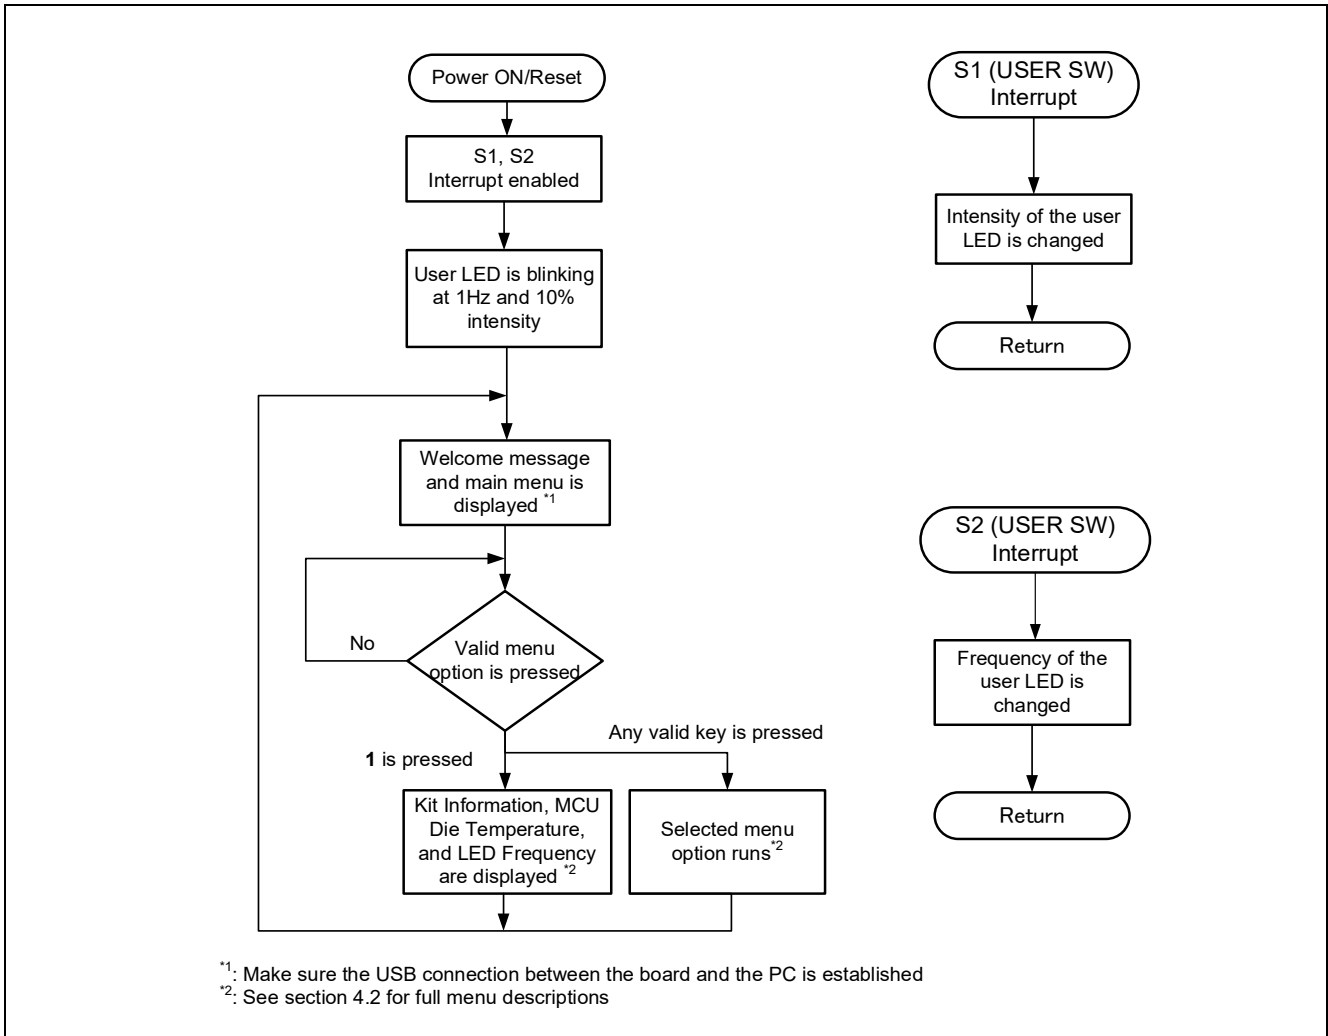 Power ON/Reset
S1, S2
Interrupt enabled
User LED is blinking
at 1Hz and 10%
intensity
Welcome message
and main menu is
displayed *1
No
Valid menu
option is pressed
Any valid key is pressed
1 is pressed
Kit Information, MCU
Die Temperature,
and LED Frequency
are displayed *2
Selected menu
option runs*2
S1 (USER SW)
Interrupt
Intensity of the user
LED is changed
Return
S2 (USER SW)
Interrupt
Frequency of the
user LED is
changed
Return
*1: Make sure the USB connection between the board and the PC is established
*2: See section 4.2 for full menu descriptions